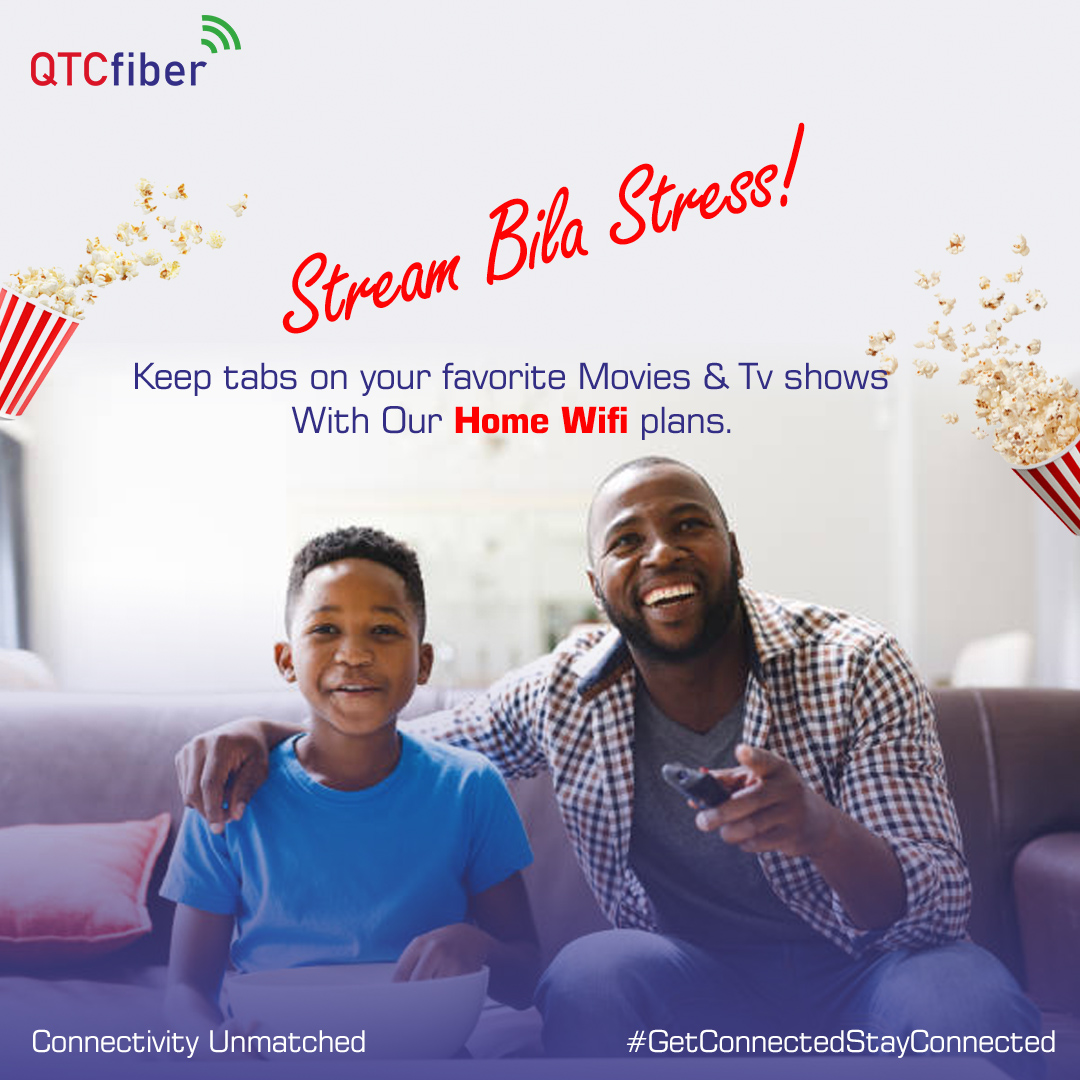 QTCfiber
Stream Bila Stress!
Keep tabs on your favorite Movies & Tv shows
With Our Home Wifi plans.
Connectivity Unmatched
#GetConnectedStayConnected